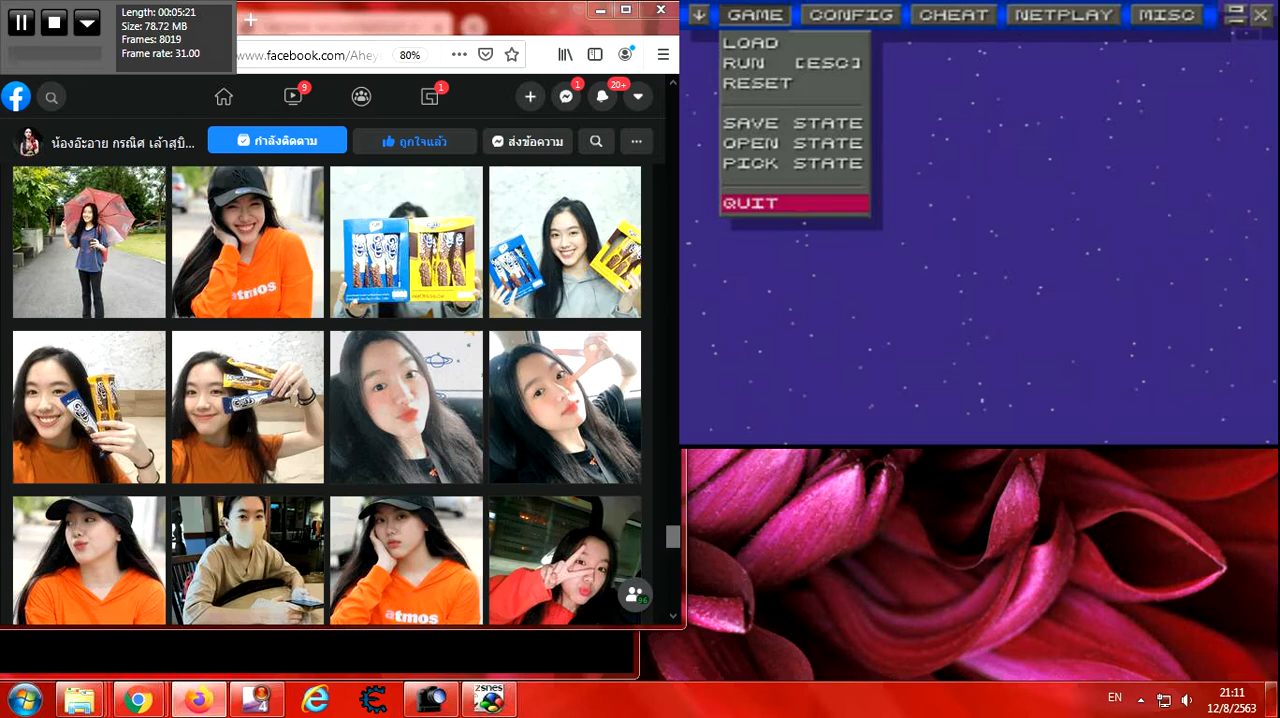 Length: 00:05:21
Size: 78.72 MB
Frames: 8019
Frame rate: 31.00
www.facebook.com/Ahey
80%
9
1
1
20+
น้องอ๊ะอาย กรณิศ เล้าสุบิ...
กำลังติดตาม
ถูกใจแล้ว
ส่งข้อความ
atmos
atmos
96
GAME
CONFIG
CHEAT
NETPLAY
MISC
LOAD
RUN [ESC]
RESET
SAVE STATE
OPEN STATE
PICK STATE
QUIT
4
ZSNES
EN
21:11
12/8/2563